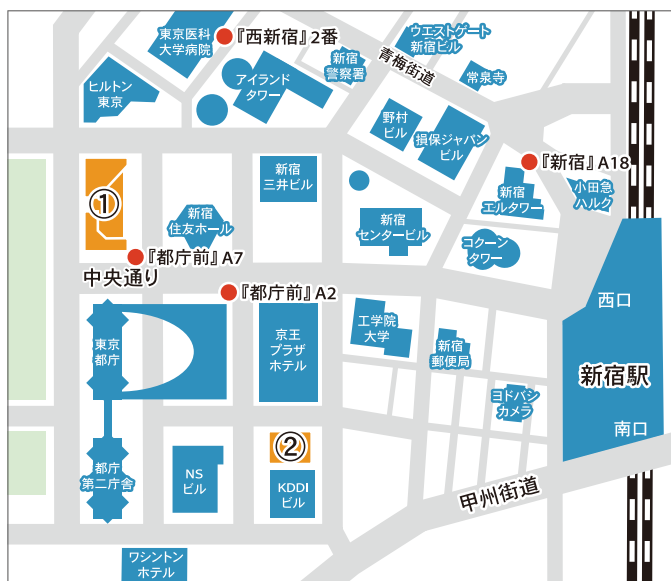 東京医科
大学病院
『西新宿』2番
ウエストゲート
新宿ビル
青梅街道
新宿
警察署
常泉寺
アイランド
タワー
ヒルトン
東京
野村
ビル
損保ジャパン
ビル
『新宿』A18
新宿
三井ビル
新宿
エルタワー
小田急
ハルク
①
新宿
住友ホール
新宿
センタービル
コクーン
タワー
『都庁前』A7
中央通り
『都庁前』A2
西口
東京
都庁
京王
プラザ
ホテル
工学院
大学
新宿
郵便局
新宿駅
ヨドバシ
カメラ
南口
②
都庁
第二庁舎
NS
ビル
KDDI
ビル
甲州街道
ワシントン
ホテル